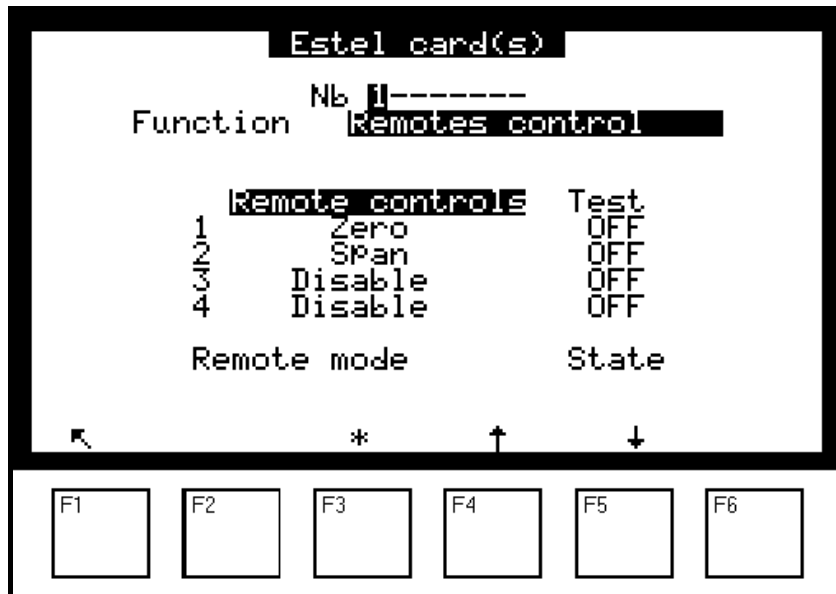 Estel card(s)
Nb 1-------
Function Remotes control
Remote controls Test
1 Zero OFF
2 Span OFF
3 Disable OFF
4 Disable OFF
Remote mode State
↖ * ↑ ↓
F1 F2 F3 F4 F5 F6